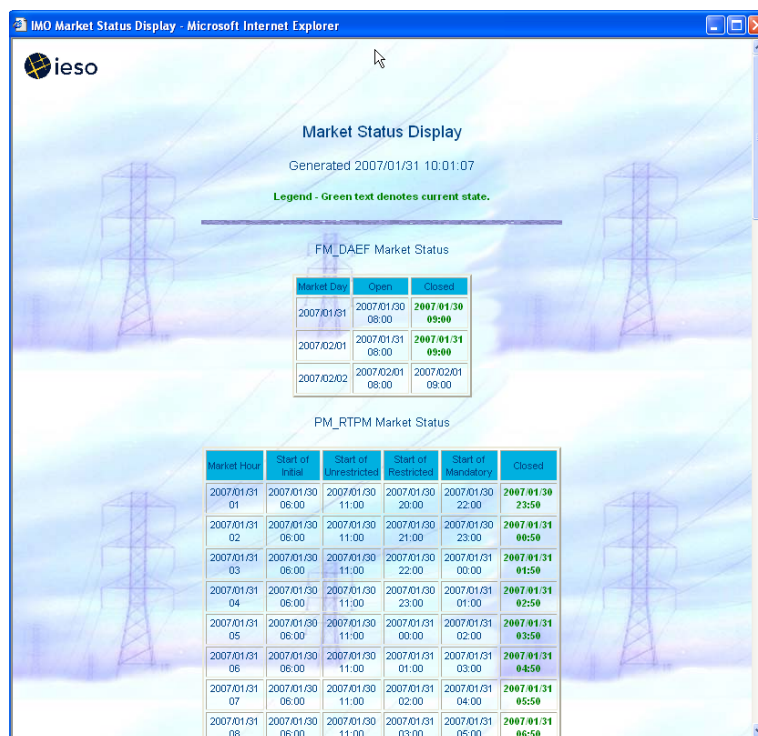 IMO Market Status Display - Microsoft Internet Explorer
ieso
Market Status Display
Generated 2007/01/31 10:01:07
Legend - Green text denotes current state.
FM_DAEF Market Status
Market Day Open Closed
2007/01/31 2007/01/30 08:00 2007/01/30 09:00
2007/02/01 2007/01/31 08:00 2007/01/31 09:00
2007/02/02 2007/02/01 08:00 2007/02/01 09:00
PM_RTPM Market Status
Market Hour Start of Initial Start of Unrestricted Start of Restricted Start of Mandatory Closed
2007/01/31 01 2007/01/30 06:00 2007/01/30 11:00 2007/01/30 20:00 2007/01/30 22:00 2007/01/30 23:50
2007/01/31 02 2007/01/30 06:00 2007/01/30 11:00 2007/01/30 21:00 2007/01/30 23:00 2007/01/31 00:50
2007/01/31 03 2007/01/30 06:00 2007/01/30 11:00 2007/01/30 22:00 2007/01/31 00:00 2007/01/31 01:50
2007/01/31 04 2007/01/30 06:00 2007/01/30 11:00 2007/01/30 23:00 2007/01/31 01:00 2007/01/31 02:50
2007/01/31 05 2007/01/30 06:00 2007/01/30 11:00 2007/01/31 00:00 2007/01/31 02:00 2007/01/31 03:50
2007/01/31 06 2007/01/30 06:00 2007/01/30 11:00 2007/01/31 01:00 2007/01/31 03:00 2007/01/31 04:50
2007/01/31 07 2007/01/30 06:00 2007/01/30 11:00 2007/01/31 02:00 2007/01/31 04:00 2007/01/31 05:50
2007/01/31 08 2007/01/30 06:00 2007/01/30 11:00 2007/01/31 03:00 2007/01/31 05:00 2007/01/31 06:50